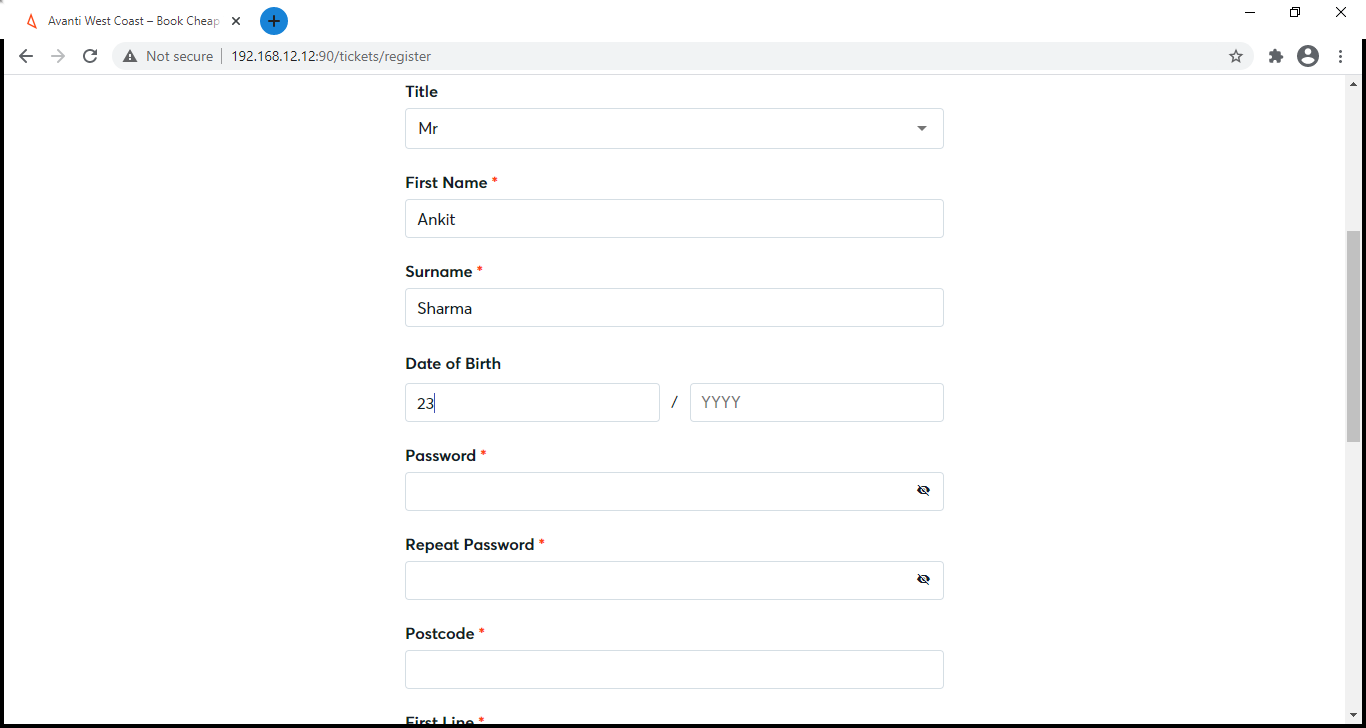 Avanti West Coast – Book Cheap
Not secure 192.168.12.12:90/tickets/register
Title
Mr
First Name *
Ankit
Surname *
Sharma
Date of Birth
23 / YYYY
Password *
Repeat Password *
Postcode *
First Line *